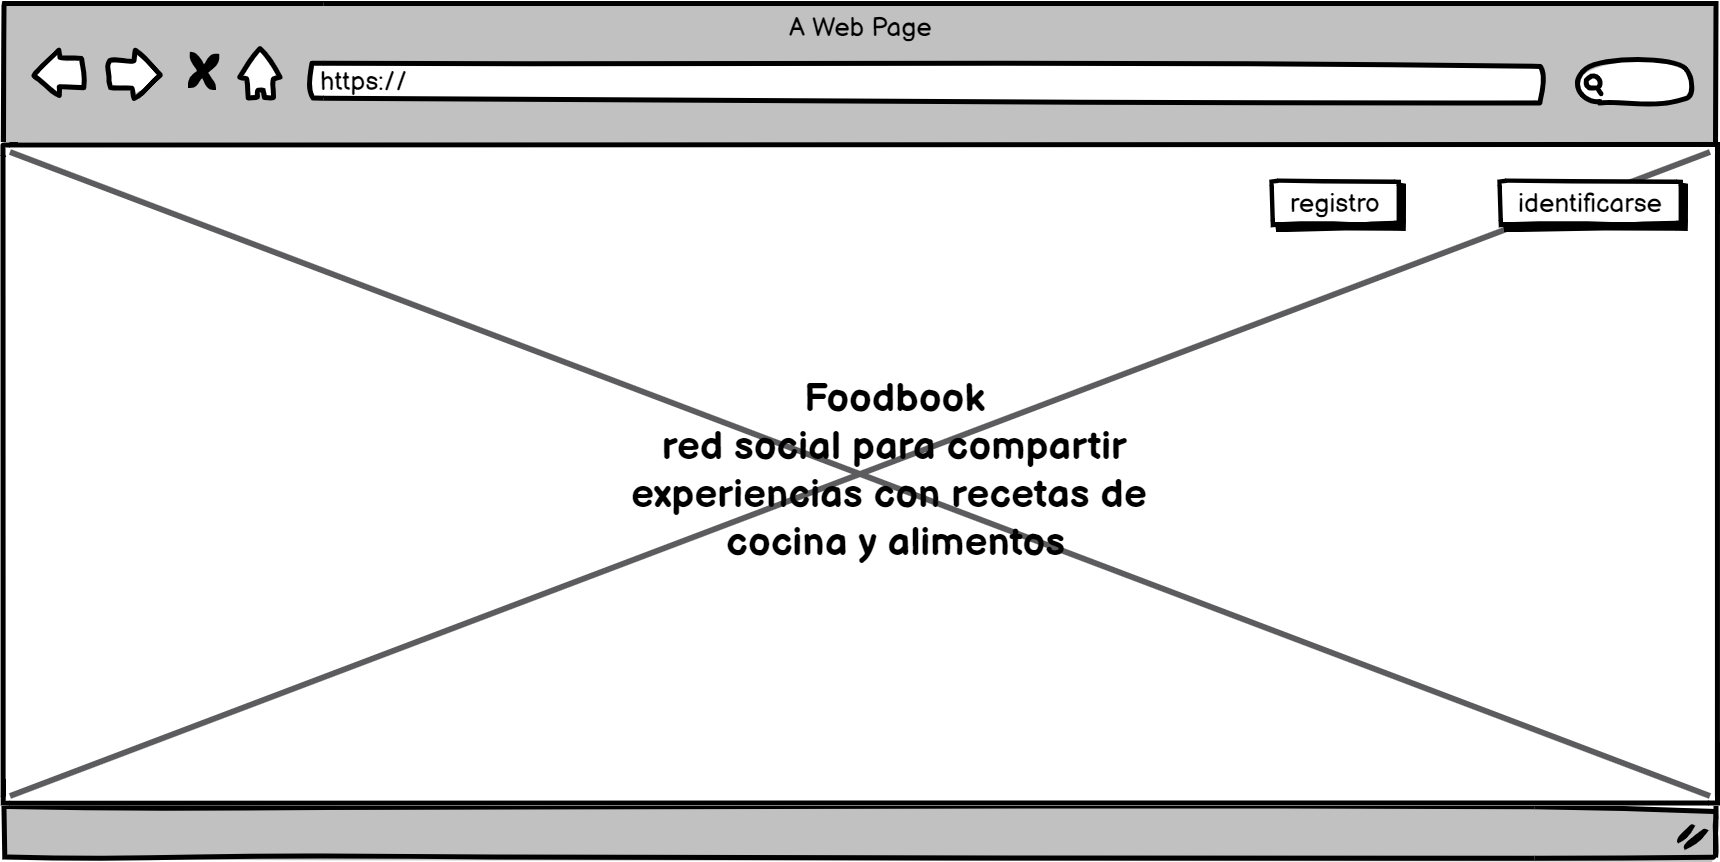 A Web Page
https://
registro
identificarse
Foodbook
red social para compartir
experiencias con recetas de
cocina y alimentos